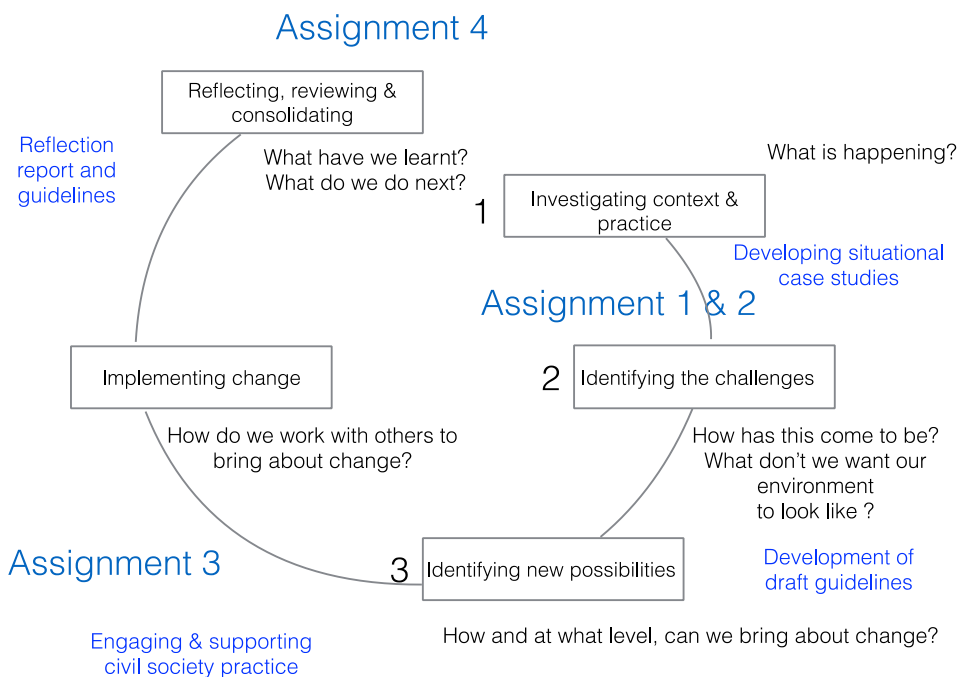 Assignment 4
Reflecting, reviewing &
consolidating
Reflection
report and
guidelines
What have we learnt?
What do we do next?
What is happening?
1
Investigating context &
practice
Developing situational
case studies
Assignment 1 & 2
2
Identifying the challenges
How has this come to be?
What don’t we want our
environment
to look like ?
Implementing change
How do we work with others to
bring about change?
Assignment 3
3
Identifying new possibilities
Development of
draft guidelines
How and at what level, can we bring about change?
Engaging & supporting
civil society practice